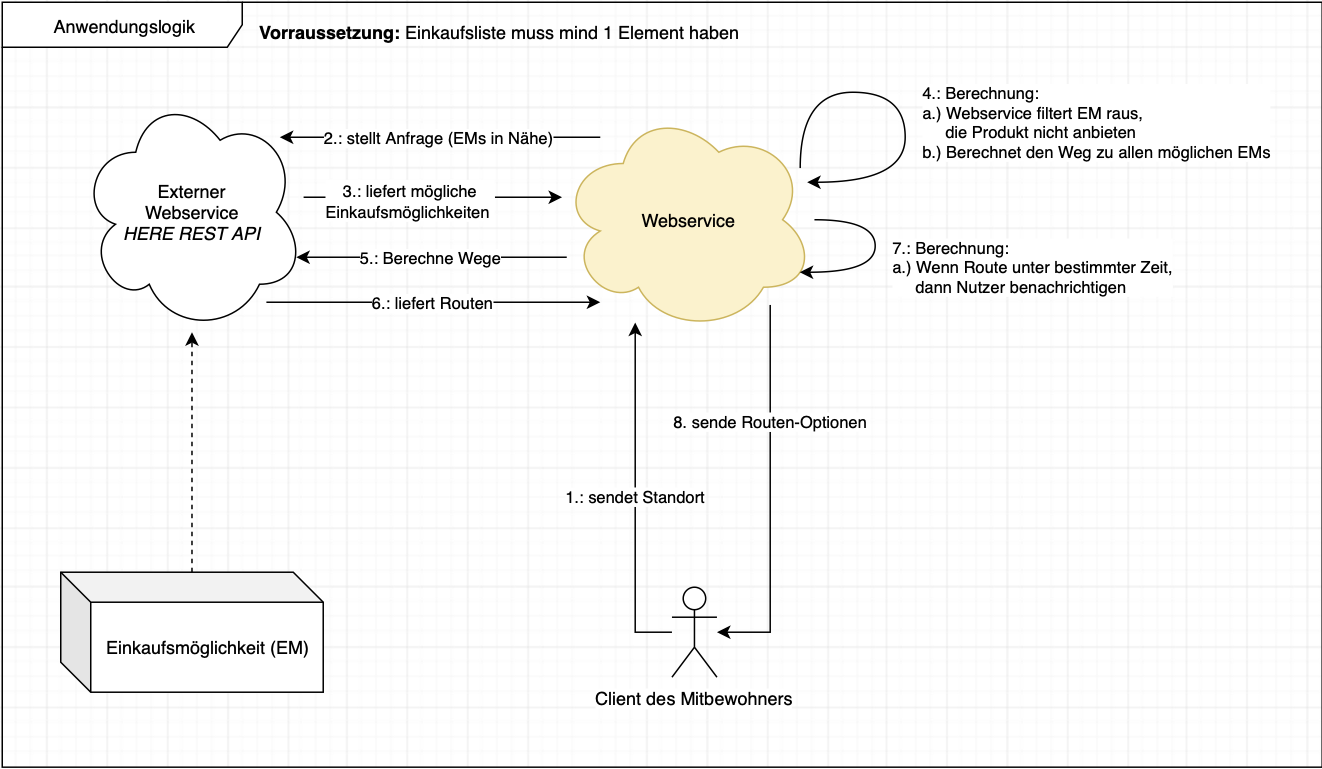 Anwendungslogik
Vorraussetzung: Einkaufsliste muss mind 1 Element haben
4.: Berechnung:
a.) Webservice filtert EM raus,
die Produkt nicht anbieten
b.) Berechnet den Weg zu allen möglichen EMs
2.: stellt Anfrage (EMs in Nähe)
Externer
Webservice
HERE REST API
3.: liefert mögliche
Einkaufsmöglichkeiten
Webservice
5.: Berechne Wege
7.: Berechnung:
a.) Wenn Route unter bestimmter Zeit,
dann Nutzer benachrichtigen
6.: liefert Routen
8. sende Routen-Optionen
1.: sendet Standort
Einkaufsmöglichkeit (EM)
Client des Mitbewohners